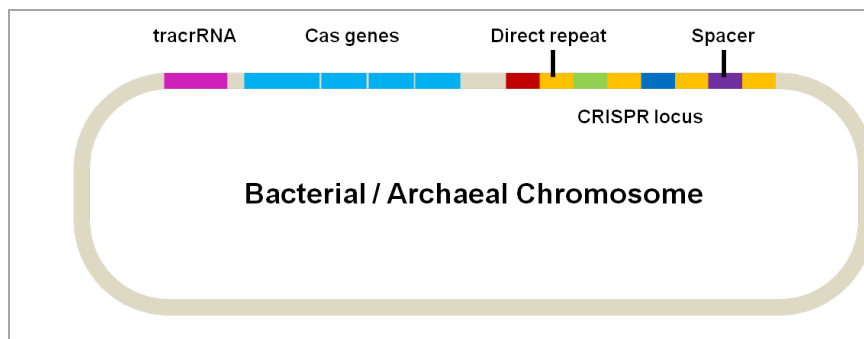 tracrRNA
Cas genes
Direct repeat
Spacer
CRISPR locus
Bacterial / Archaeal Chromosome